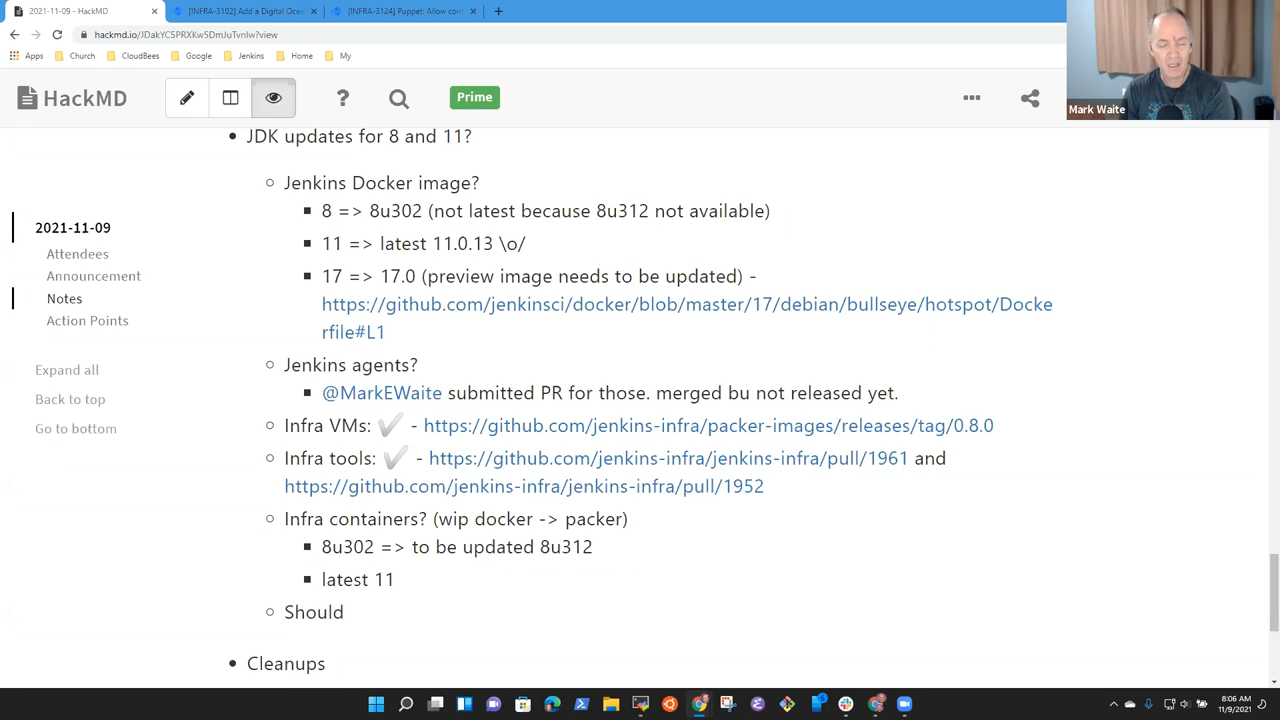 2021-11-09 - HackMD
[INFRA-3102] Add a Digital Ocea
[INFRA-3124] Puppet: Allow con
hackmd.io/JDakYC5PRXKw5DmJuTvnIw?view
Apps
Church
CloudBees
Google
Jenkins
Home
My
HackMD
Prime
Mark Waite
2021-11-09
Attendees
Announcement
Notes
Action Points
Expand all
Back to top
Go to bottom
JDK updates for 8 and 11?
Jenkins Docker image?
8 => 8u302 (not latest because 8u312 not available)
11 => latest 11.0.13 \o/
17 => 17.0 (preview image needs to be updated) -
https://github.com/jenkinsci/docker/blob/master/17/debian/bullseye/hotspot/Docke
rfile#L1
Jenkins agents?
@MarkEWaite submitted PR for those. merged bu not released yet.
Infra VMs: ✔ - https://github.com/jenkins-infra/packer-images/releases/tag/0.8.0
Infra tools: ✔ - https://github.com/jenkins-infra/jenkins-infra/pull/1961 and
https://github.com/jenkins-infra/jenkins-infra/pull/1952
Infra containers? (wip docker -> packer)
8u302 => to be updated 8u312
latest 11
Should
Cleanups
8:06 AM
11/9/2021